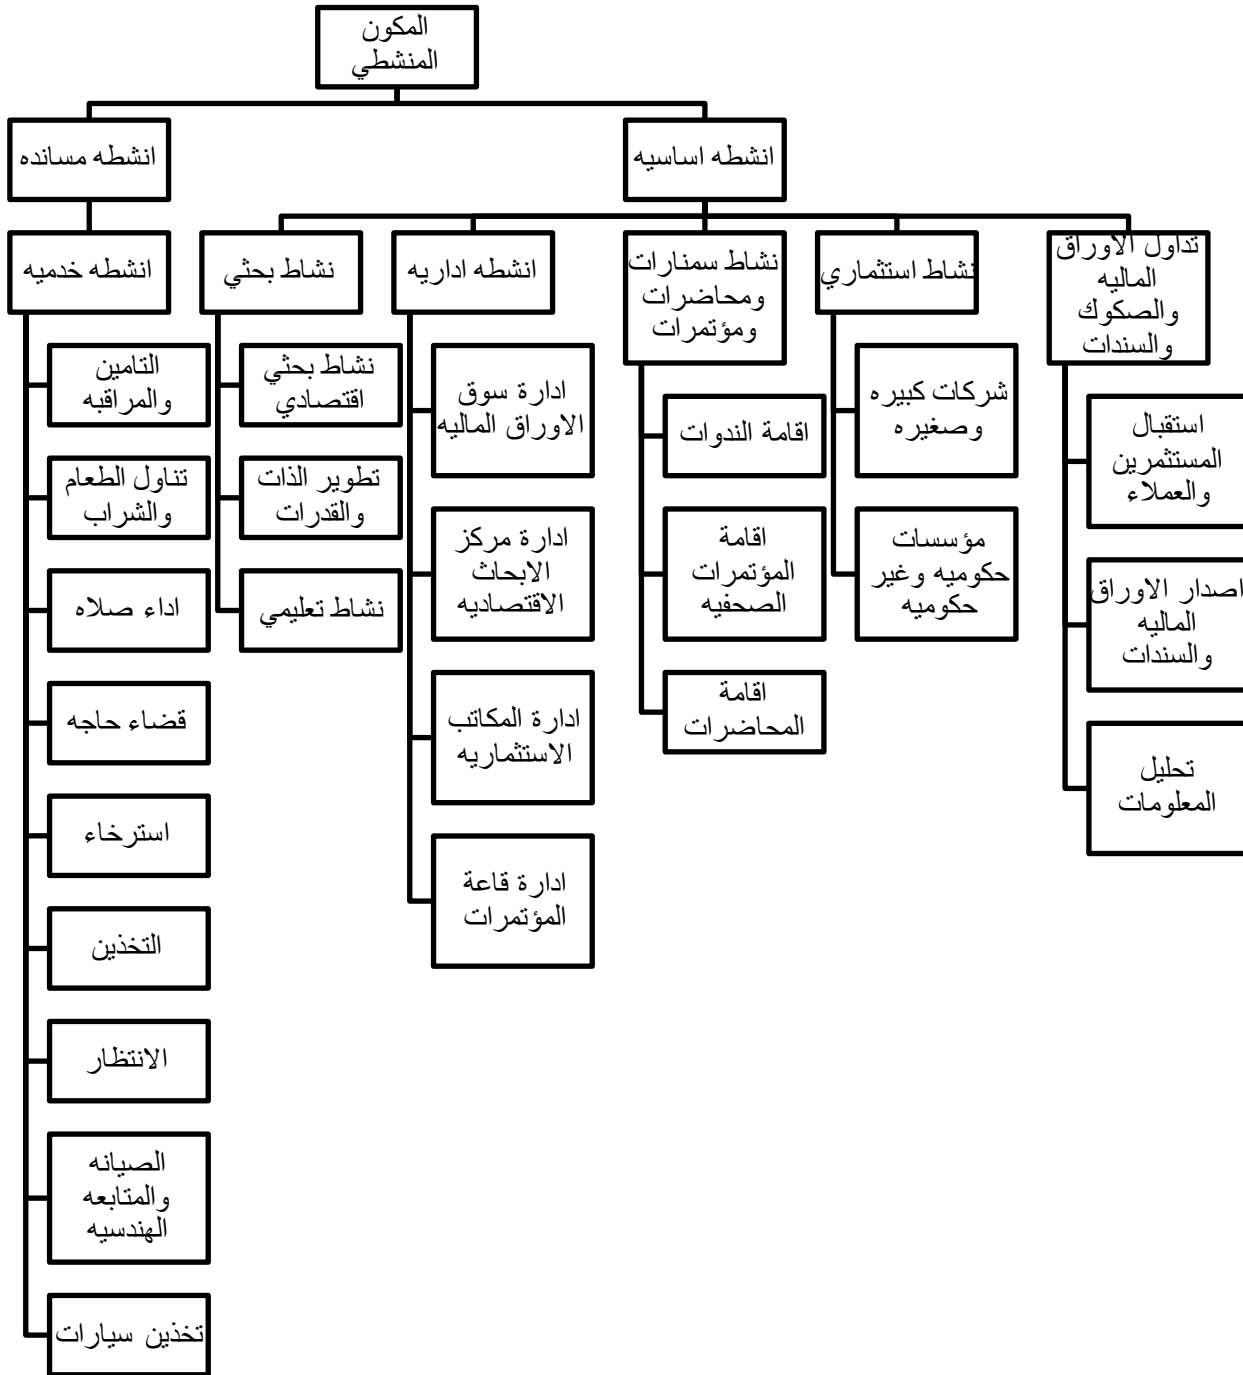 المكون
المنشطي
انشطه اساسيه
انشطه مسانده
تداول الاوراق
الماليه
والصكوك
والسندات
استقبال
المستثمرين
والعملاء
اصدار الاوراق
الماليه
والسندات
تحليل
المعلومات
نشاط استثماري
شركات كبيره
وصغيره
مؤسسات
حكوميه وغير
حكوميه
نشاط سمنارات
ومحاضرات
ومؤتمرات
اقامة الندوات
اقامة
المؤتمرات
الصحفيه
اقامة
المحاضرات
انشطه اداريه
ادارة سوق
الاوراق الماليه
ادارة مركز
الابحاث
الاقتصاديه
ادارة المكاتب
الاستثماريه
ادارة قاعة
المؤتمرات
نشاط بحثي
نشاط بحثي
اقتصادي
تطوير الذات
والقدرات
نشاط تعليمي
انشطه خدميه
التامين
والمراقبه
تناول الطعام
والشراب
اداء صلاه
قضاء حاجه
استرخاء
التخذين
الانتظار
الصيانه
والمتابعه
الهندسيه
تخذين سيارات